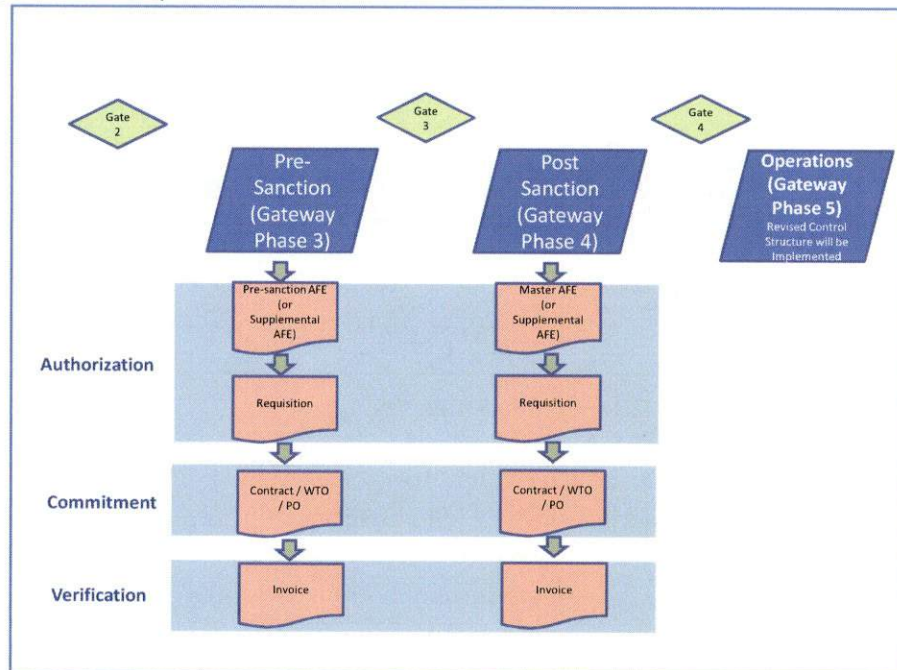 Gate
2
Gate
3
Gate
4
Pre-
Sanction
(Gateway
Phase 3)
Post
Sanction
(Gateway
Phase 4)
Operations
(Gateway
Phase 5)
Revised Control
Structure will be
Implemented
Authorization
Pre-sanction AFE
(or
Supplemental
AFE)
Master AFE
(or
Supplemental
AFE)
Requisition
Requisition
Commitment
Contract / WTO
/ PO
Contract / WTO
/ PO
Verification
Invoice
Invoice